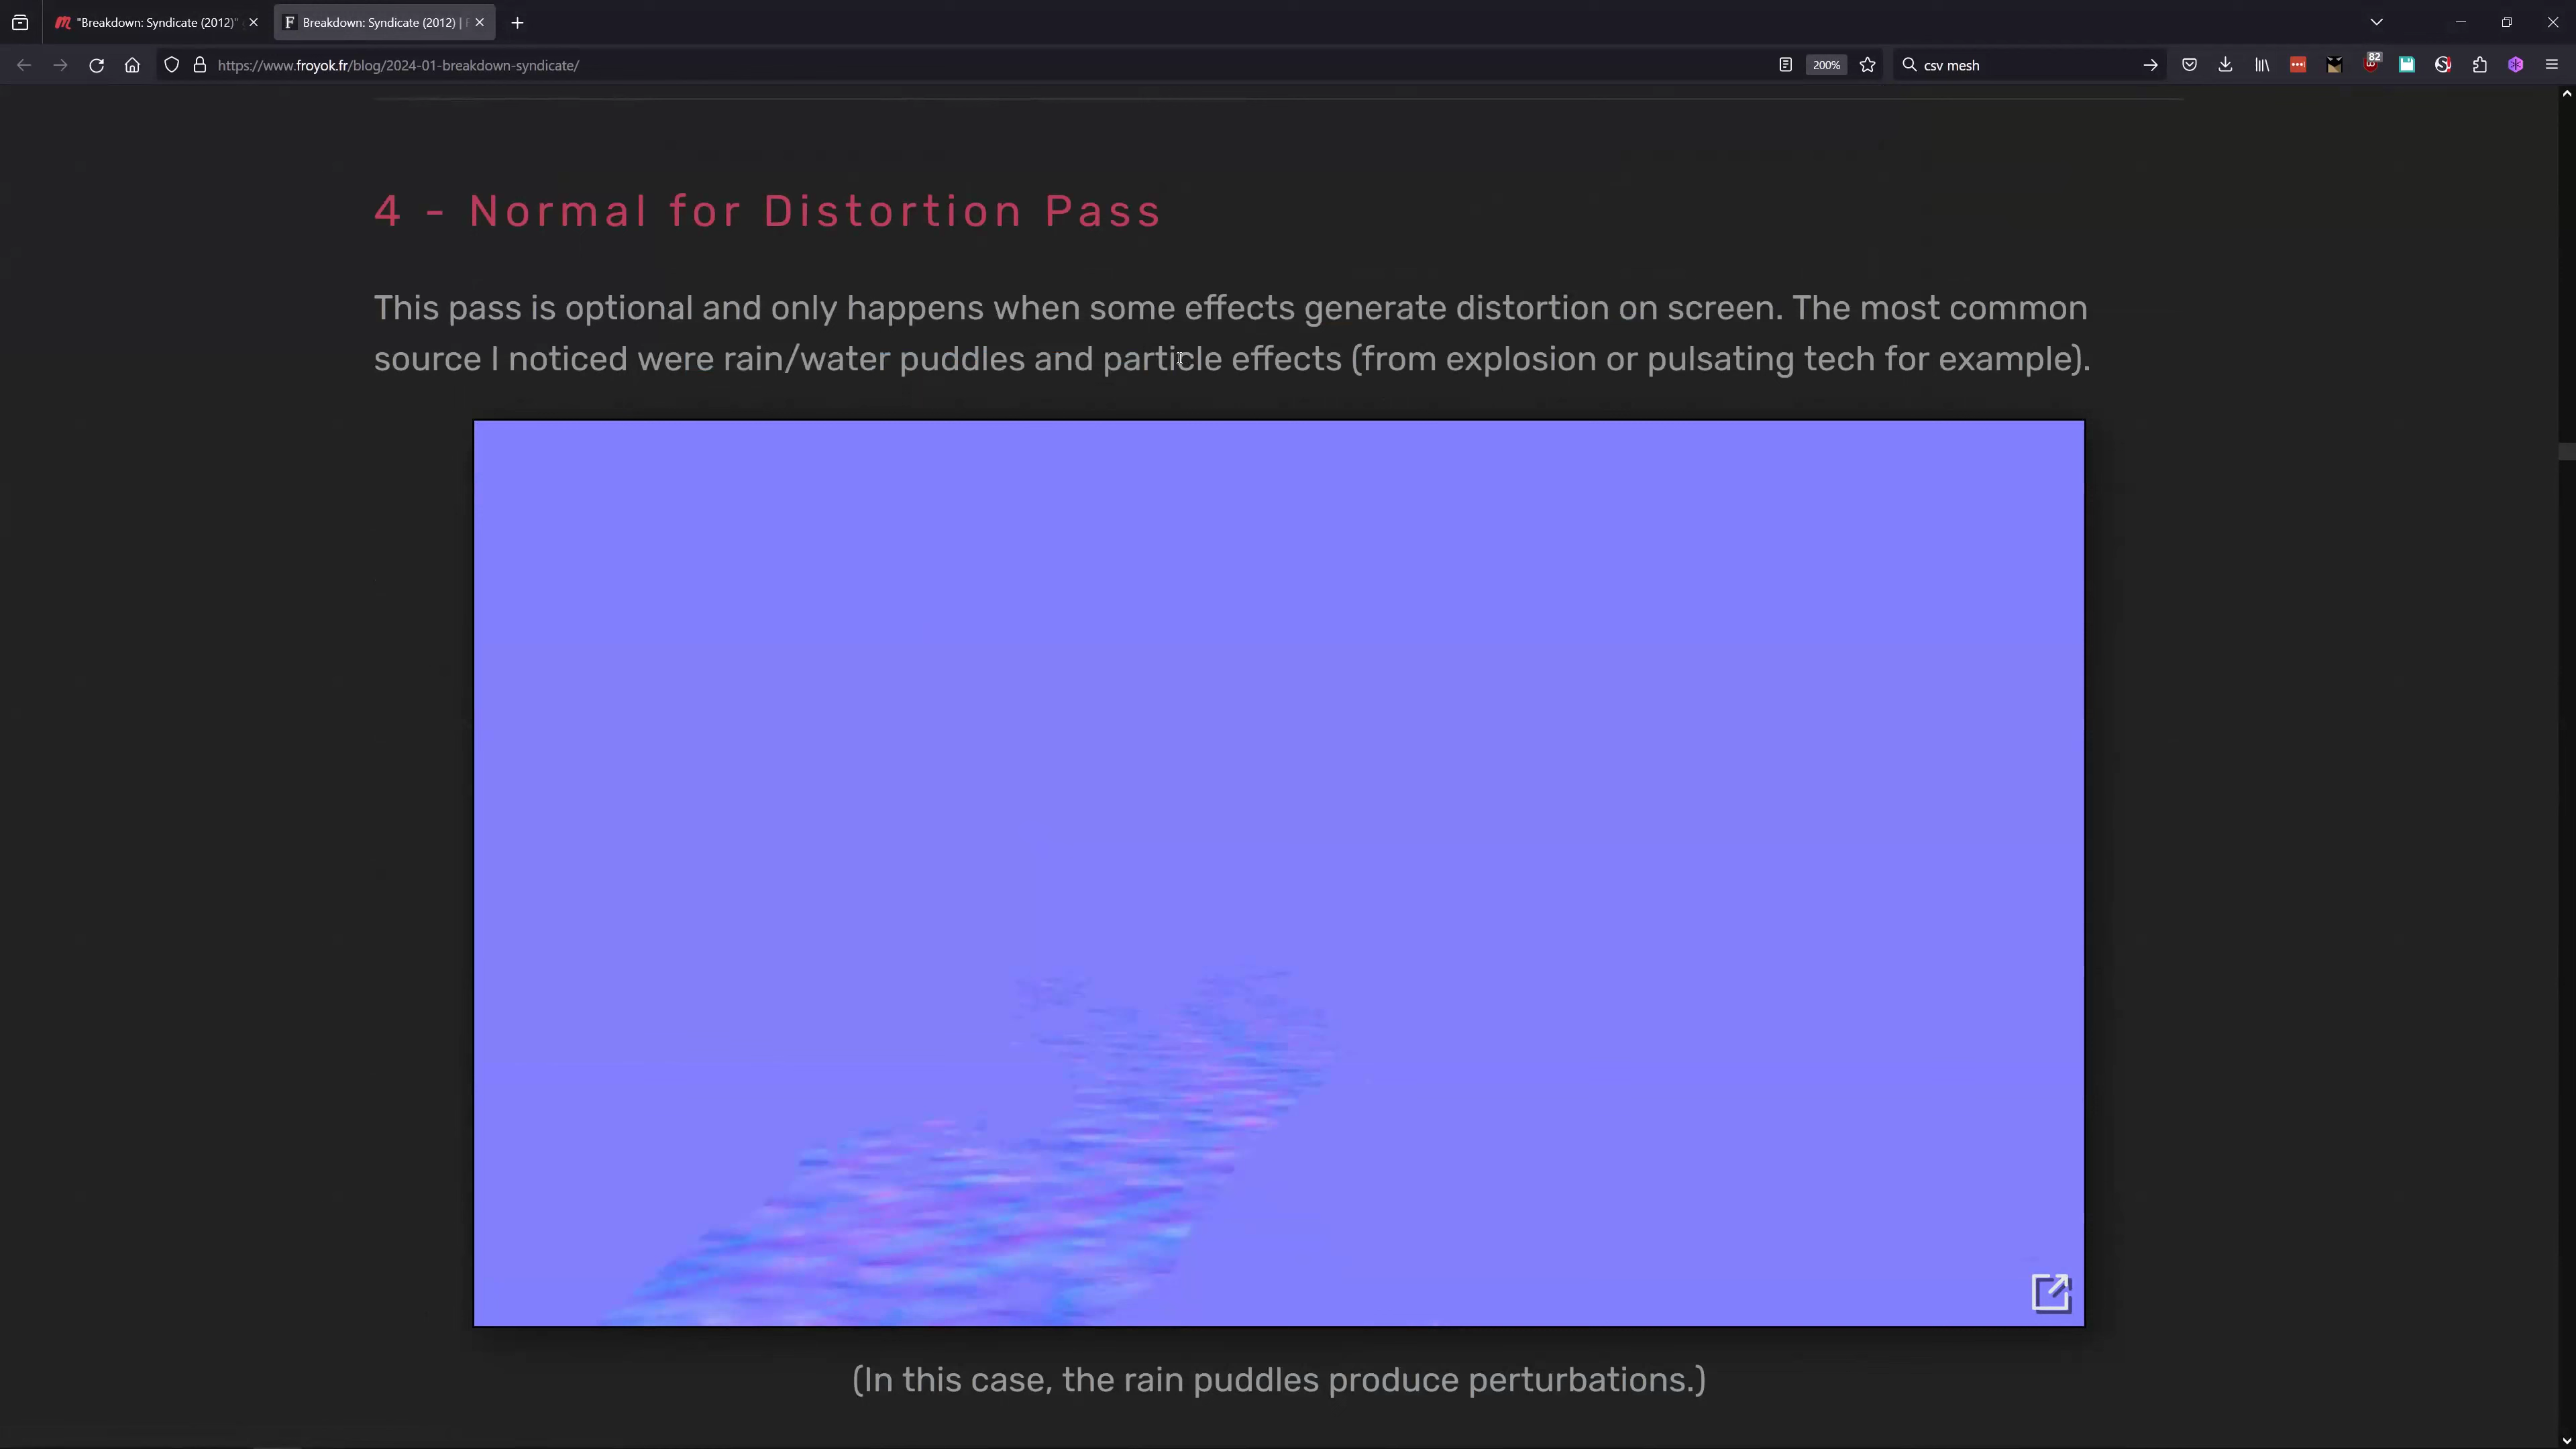 "Breakdown: Syndicate (2012)"
Breakdown: Syndicate (2012) |
https://www.froyok.fr/blog/2024-01-breakdown-syndicate/
200%
csv mesh
82
4 - Normal for Distortion Pass
This pass is optional and only happens when some effects generate distortion on screen. The most common
source I noticed were rain/water puddles and particle effects (from explosion or pulsating tech for example).
(In this case, the rain puddles produce perturbations.)